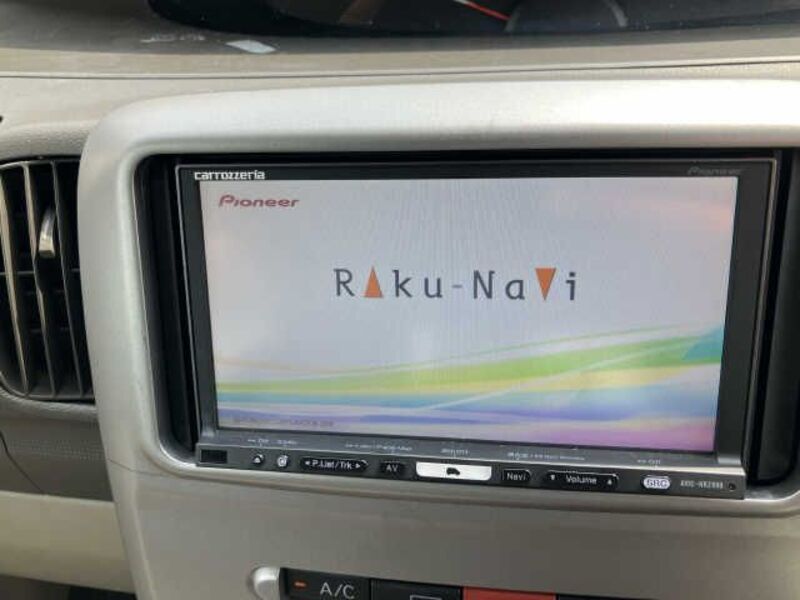 carrozzeria
Pioneer
Pioneer
Raku-Navi
P.List/Trk
AV
Navi
Volume
SRC
A/C